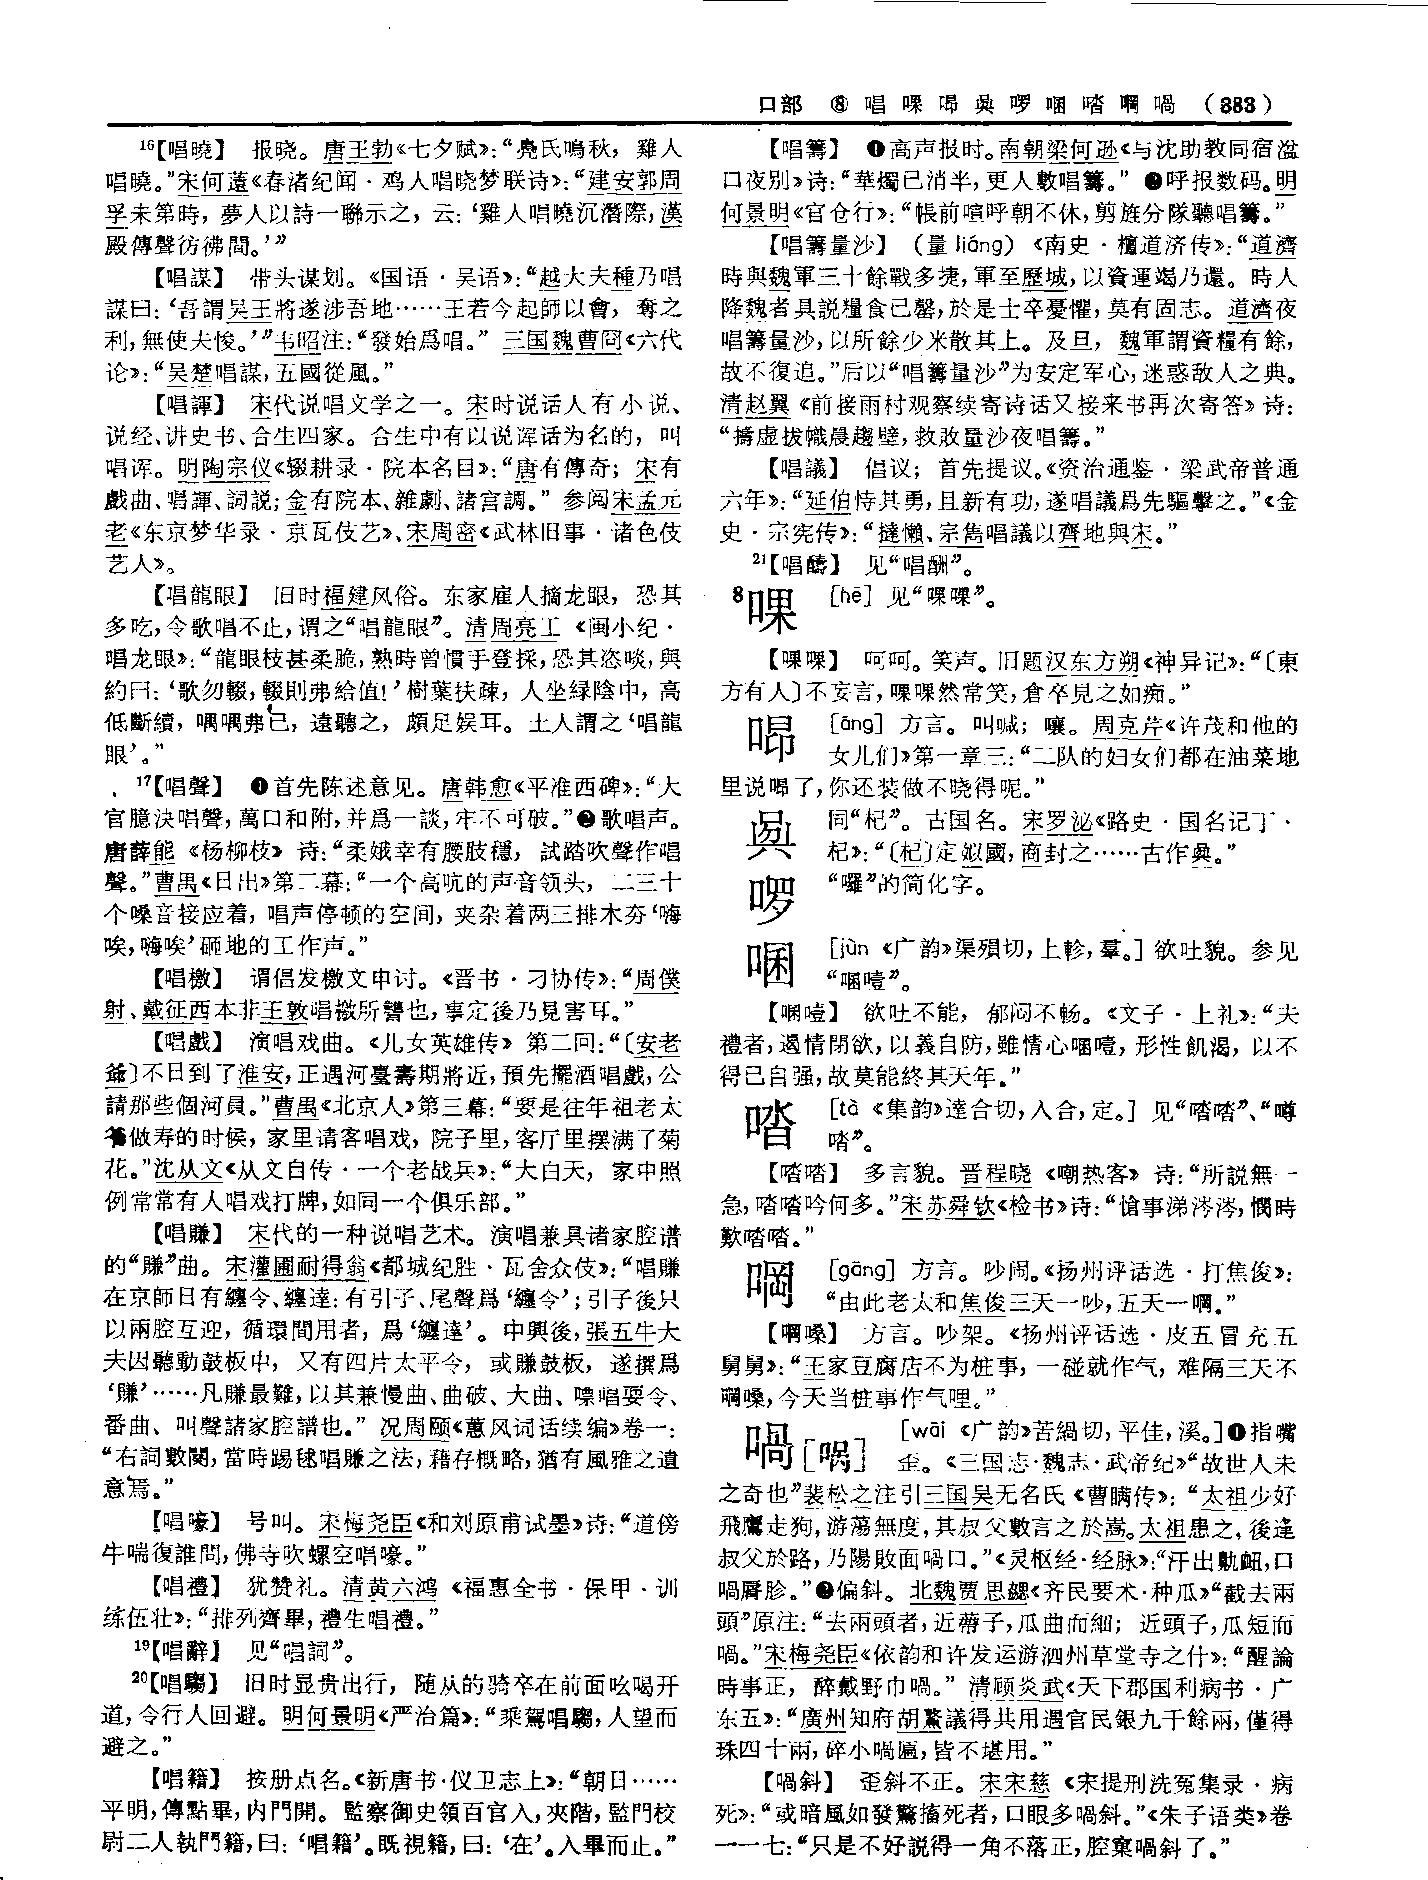 口部 ⑧ 唱㗑㖮㕦啰㖥㗳㗚喎 (383)
¹⁶【唱曉】 报晓。唐王勃《七夕赋》：“鳧氏鳴秋，雞人
唱曉。”宋何薳《春渚纪闻·鸡人唱晓梦联诗》：“建安郭周
孚未第時，夢人以詩一聯示之，云：‘雞人唱曉沉潛際，漢
殿傳聲彷彿間。’”
【唱謀】 带头谋划。《国语·吴语》：“越大夫種乃唱
謀曰：‘吾謂吴王將遂涉吾地……王若今起師以會，奪之
利，無使夫悛。’”韦昭注：“發始爲唱。” 三国魏曹冏《六代
论》：“吴楚唱謀，五國從風。”
【唱諢】 宋代说唱文学之一。宋时说话人有小说、
说经、讲史书、合生四家。合生中有以说诨话为名的，叫
唱诨。明陶宗仪《辍耕录·院本名目》：“唐有傳奇；宋有
戲曲、唱諢、詞説；金有院本、雜劇、諸宫調。” 参阅宋孟元
老《东京梦华录·京瓦伎艺》、宋周密《武林旧事·诸色伎
艺人》。
【唱龍眼】 旧时福建风俗。东家雇人摘龙眼，恐其
多吃，令歌唱不止，谓之“唱龍眼”。清周亮工《闽小纪·
唱龙眼》：“龍眼枝甚柔脆，熟時曾慣手登採，恐其恣啖，與
約曰：‘歌勿輟，輟則弗給值！’樹葉扶疎，人坐緑陰中，高
低斷續，喁喁弗已，遠聽之，頗足娱耳。土人謂之‘唱龍
眼’。”
¹⁷【唱聲】 ❶首先陈述意见。唐韩愈《平淮西碑》：“大
官臆決唱聲，萬口和附，并爲一談，牢不可破。”❷歌唱声。
唐薛能《杨柳枝》诗：“柔娥幸有腰肢穩，試踏吹聲作唱
聲。”曹禺《日出》第二幕：“一个高吭的声音领头，二三十
个嗓音接应着，唱声停顿的空间，夹杂着两三排木夯‘嗨
唉，嗨唉’砸地的工作声。”
【唱檄】 谓倡发檄文申讨。《晋书·刁协传》：“周僕
射、戴征西本非王敦唱檄所讐也，事定後乃見害耳。”
【唱戲】 演唱戏曲。《儿女英雄传》第二回：“〔安老
爺〕不日到了淮安，正遇河臺壽期將近，預先擺酒唱戲，公
請那些個河員。”曹禺《北京人》第三幕：“要是往年祖老太
爷做寿的时候，家里请客唱戏，院子里，客厅里摆满了菊
花。”沈从文《从文自传·一个老战兵》：“大白天，家中照
例常常有人唱戏打牌，如同一个俱乐部。”
【唱賺】 宋代的一种说唱艺术。演唱兼具诸家腔谱
的“賺”曲。宋灌圃耐得翁《都城纪胜·瓦舍众伎》：“唱賺
在京師日有纏令、纏達：有引子、尾聲爲‘纏令’；引子後只
以兩腔互迎，循環間用者，爲‘纏達’。中興後，張五牛大
夫因聽動鼓板中，又有四片太平令，或賺鼓板，遂撰爲
‘賺’……凡賺最難，以其兼慢曲、曲破、大曲、嘌唱耍令、
番曲、叫聲諸家腔譜也。” 况周颐《蕙风词话续编》卷一：
“右詞數闋，當時踢毬唱賺之法，藉存概略，猶有風雅之遺
意焉。”
【唱嚎】 号叫。宋梅尧臣《和刘原甫试墨》诗：“道傍
牛喘復誰問，佛寺吹螺空唱嚎。”
【唱禮】 犹赞礼。清黄六鸿《福惠全书·保甲·训
练伍壮》：“排列齊畢，禮生唱禮。”
¹⁹【唱辭】 见“唱詞”。
²⁰【唱騶】 旧时显贵出行，随从的骑卒在前面吆喝开
道，令行人回避。明何景明《严治篇》：“乘駕唱騶，人望而
避之。”
【唱籍】 按册点名。《新唐书·仪卫志上》：“朝日……
平明，傳點畢，内門開。監察御史領百官入，夾階，監門校
尉二人執門籍，曰：‘唱籍’。既視籍，曰：‘在’。入畢而止。”
【唱籌】 ❶高声报时。南朝梁何逊《与沈助教同宿湓
口夜别》诗：“華燭已消半，更人數唱籌。” ❷呼报数码。明
何景明《官仓行》：“帳前喧呼朝不休，剪旌分隊聽唱籌。”
【唱籌量沙】 （量 liáng）《南史·檀道济传》：“道濟
時與魏軍三十餘戰多捷，軍至歷城，以資運竭乃還。時人
降魏者具説糧食已罄，於是士卒憂懼，莫有固志。道濟夜
唱籌量沙，以所餘少米散其上。及旦，魏軍謂資糧有餘，
故不復追。”后以“唱籌量沙”为安定军心，迷惑敌人之典。
清赵翼《前接雨村观察续寄诗话又接来书再次寄答》诗：
“擣虚拔幟晨趨壁，救敗量沙夜唱籌。”
【唱議】 倡议；首先提议。《资治通鉴·梁武帝普通
六年》：“延伯恃其勇，且新有功，遂唱議爲先驅擊之。”《金
史·宗宪传》：“撻懶、宗雋唱議以齊地與宋。”
²¹【唱醻】 见“唱酬”。
⁸㗑 [hē] 见“㗑㗑”。
【㗑㗑】 呵呵。笑声。旧题汉东方朔《神异记》：“〔東
方有人〕不妄言，㗑㗑然常笑，倉卒見之如痴。”
㖮 [āng] 方言。叫喊；嚷。周克芹《许茂和他的
女儿们》第一章三：“二队的妇女们都在油菜地
里说㖮了，你还装做不晓得呢。”
同“杞”。古国名。宋罗泌《路史·国名记丁·
杞》：“〔杞〕定姒國，商封之……古作㕦。”
啰 “囉”的简化字。
㖥 [jùn 《广韵》渠殞切，上軫，羣。] 欲吐貌。参见
“㖥噎”。
【㖥噎】 欲吐不能，郁闷不畅。《文子·上礼》：“夫
禮者，遏情閉欲，以義自防，雖情心㖥噎，形性飢渴，以不
得已自强，故莫能終其天年。”
㗳 [tà 《集韵》達合切，入合，定。] 见“㗳㗳”、“噂
㗳”。
【㗳㗳】 多言貌。晋程晓《嘲热客》诗：“所説無一
急，㗳㗳吟何多。”宋苏舜钦《检书》诗：“愴事涕涔涔，憫時
歎㗳㗳。”
㗚 [gāng] 方言。吵闹。《扬州评话选·打焦俊》：
“由此老太和焦俊三天一吵，五天一㗚。”
【㗚嗓】 方言。吵架。《扬州评话选·皮五冒充五
舅舅》：“王家豆腐店不为桩事，一碰就作气，难隔三天不
㗚嗓，今天当桩事作气哩。”
喎[㖞] [wāi 《广韵》苦緺切，平佳，溪。]❶指嘴
歪。《三国志·魏志·武帝纪》“故世人未
之奇也”裴松之注引三国吴无名氏《曹瞒传》：“太祖少好
飛鷹走狗，游蕩無度，其叔父數言之於嵩。太祖患之，後逢
叔父於路，乃陽敗面喎口。”《灵枢经·经脉》：“汗出鼽衄，口
喎脣胗。”❷偏斜。北魏贾思勰《齐民要术·种瓜》“截去兩
頭”原注：“去兩頭者，近蔕子，瓜曲而細；近頭子，瓜短而
喎。”宋梅尧臣《依韵和许发运游泗州草堂寺之什》：“醒論
時事正，醉戴野巾喎。” 清顾炎武《天下郡国利病书·广
东五》：“廣州知府胡鰲議得共用過官民銀九千餘兩，僅得
珠四十兩，碎小喎匾，皆不堪用。”
【喎斜】 歪斜不正。宋宋慈《宋提刑洗冤集录·病
死》：“或暗風如發驚搐死者，口眼多喎斜。”《朱子语类》卷
一一七：“只是不好説得一角不落正，腔窠喎斜了。”